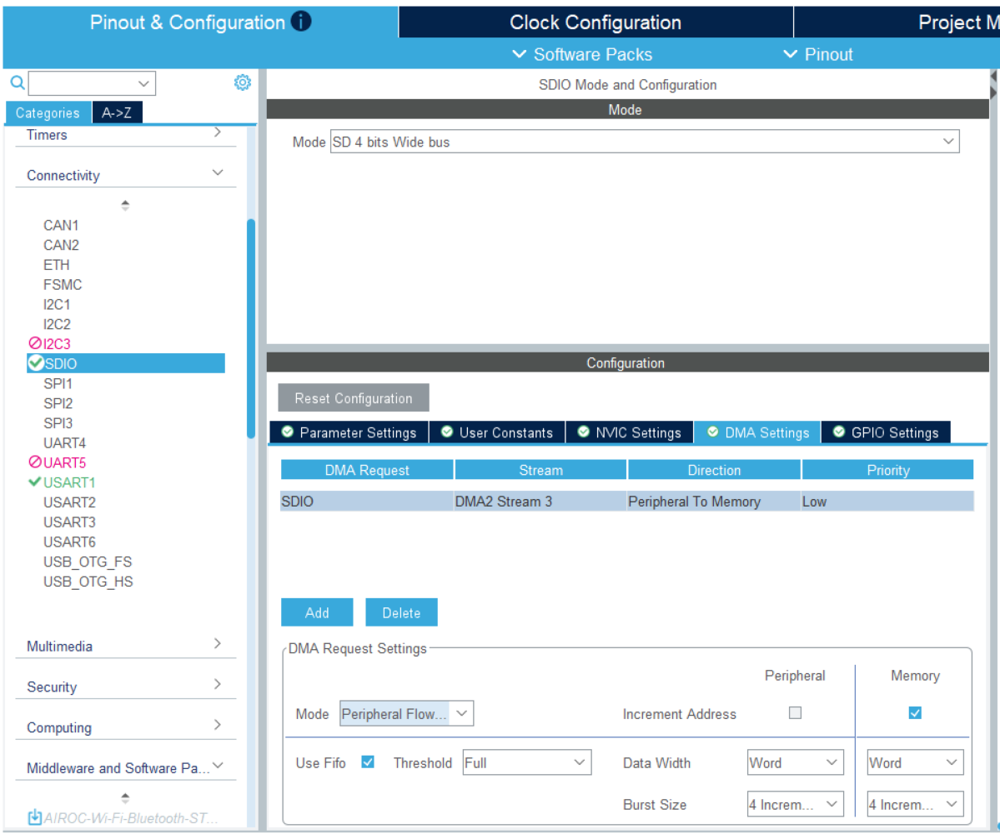 Pinout & Configuration
Clock Configuration
Project M
Software Packs
Pinout
SDIO Mode and Configuration
Categories
A->Z
Mode
Timers
Mode SD 4 bits Wide bus
Connectivity
CAN1
CAN2
ETH
FSMC
I2C1
I2C2
I2C3
SDIO
SPI1
SPI2
SPI3
UART4
UART5
USART1
USART2
USART3
USART6
USB_OTG_FS
USB_OTG_HS
Multimedia
Security
Computing
Middleware and Software Pa...
AIROC-Wi-Fi-Bluetooth-ST...
Configuration
Reset Configuration
Parameter Settings
User Constants
NVIC Settings
DMA Settings
GPIO Settings
DMA Request Stream Direction Priority
SDIO DMA2 Stream 3 Peripheral To Memory Low
Add Delete
DMA Request Settings
Peripheral Memory
Mode Peripheral Flow... Increment Address
Use Fifo Threshold Full Data Width Word Word
Burst Size 4 Increm... 4 Increm...